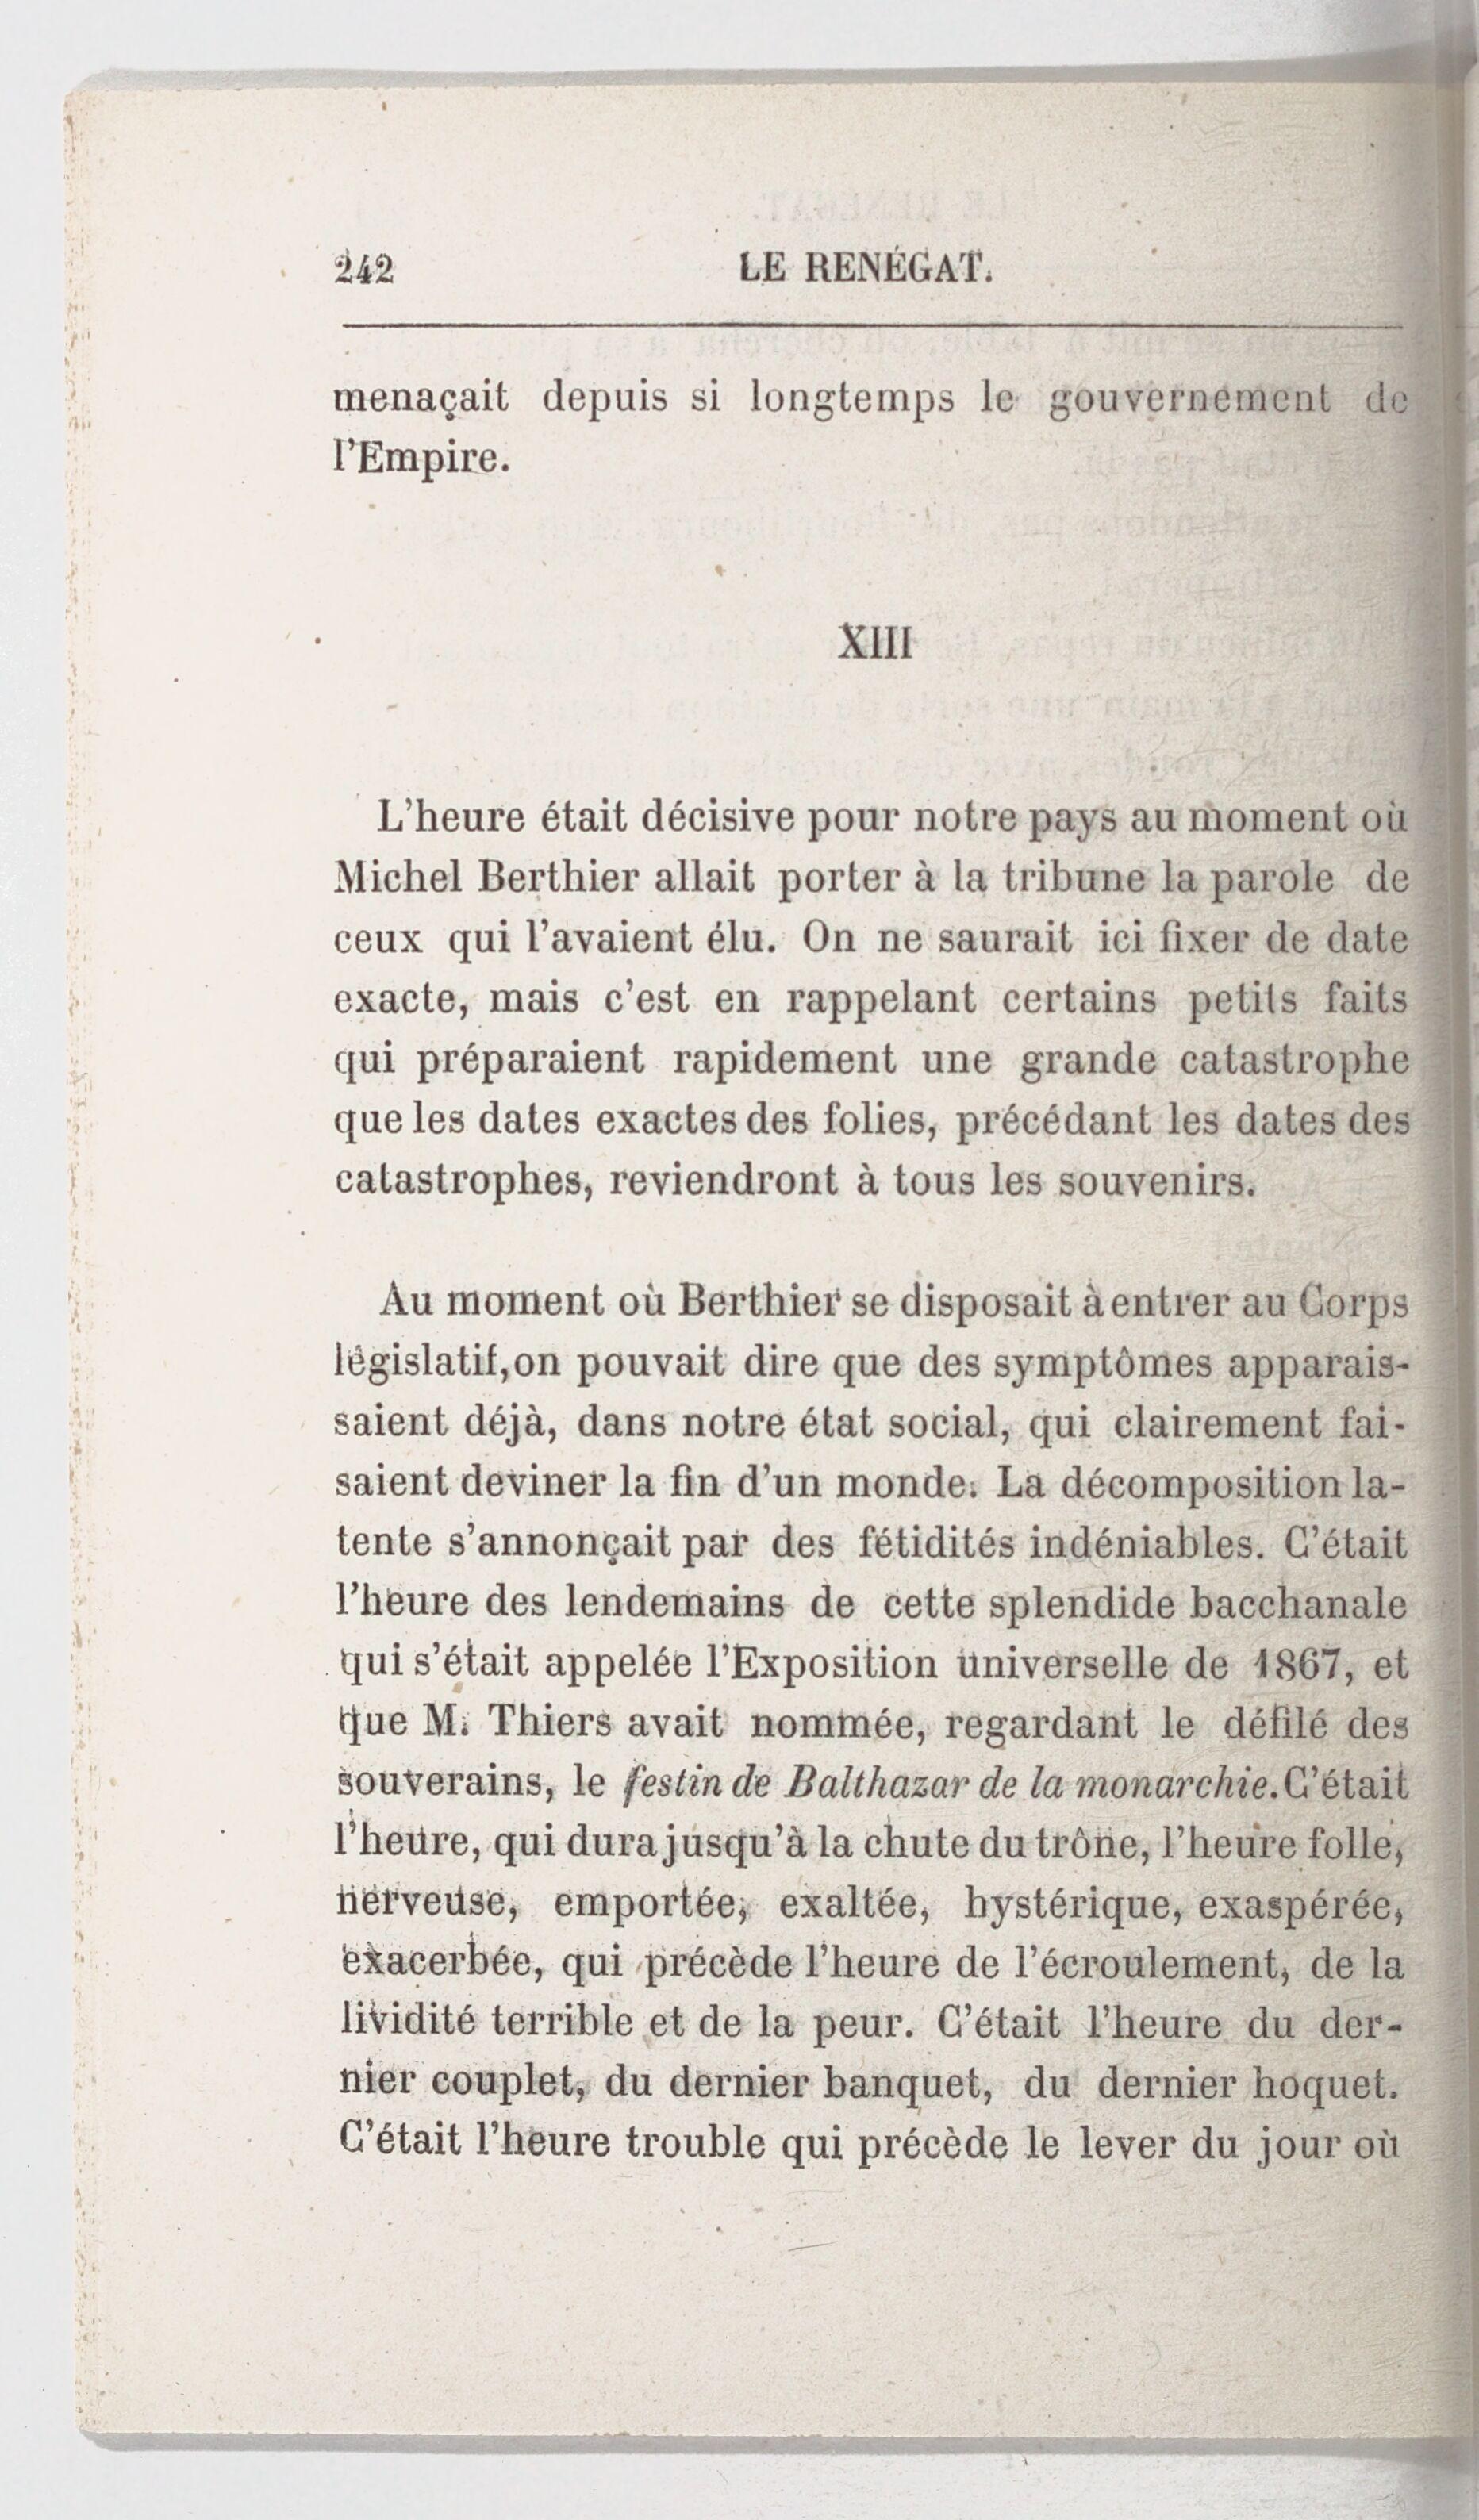 242
LE RENÉGAT.
menaçait depuis si longtemps le gouvernement de
l'Empire.
XIII
L'heure était décisive pour notre pays au moment où
Michel Berthier allait porter à la tribune la parole de
ceux qui l'avaient élu. On ne saurait ici fixer de date
exacte, mais c'est en rappelant certains petits faits
qui préparaient rapidement une grande catastrophe
que les dates exactes des folies, précédant les dates des
catastrophes, reviendront à tous les souvenirs.
Au moment où Berthier se disposait à entrer au Corps
législatif, on pouvait dire que des symptômes apparais-
saient déjà, dans notre état social, qui clairement fai-
saient deviner la fin d'un monde. La décomposition la-
tente s'annonçait par des fétidités indéniables. C'était
l'heure des lendemains de cette splendide bacchanale
qui s'était appelée l'Exposition universelle de 1867, et
que M. Thiers avait nommée, regardant le défilé des
souverains, le festin de Balthazar de la monarchie. C'était
l'heure, qui dura jusqu'à la chute du trône, l'heure folle,
nerveuse, emportée, exaltée, hystérique, exaspérée,
exacerbée, qui précède l'heure de l'écroulement, de la
lividité terrible et de la peur. C'était l'heure du der-
nier couplet, du dernier banquet, du dernier hoquet.
C'était l'heure trouble qui précède le lever du jour où